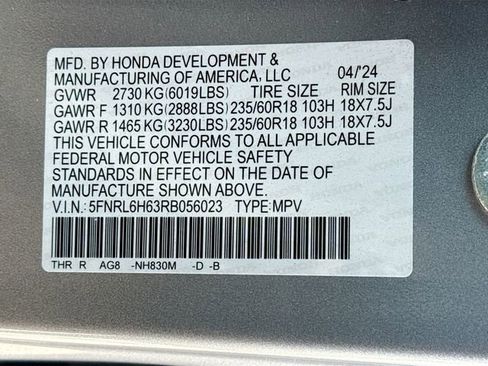 MFD. BY HONDA DEVELOPMENT &
MANUFACTURING OF AMERICA, LLC 04/'24
GVWR 2730 KG (6019LBS) TIRE SIZE RIM SIZE
GAWR F 1310 KG (2888LBS) 235/60R18 103H 18X7.5J
GAWR R 1465 KG (3230LBS) 235/60R18 103H 18X7.5J
THIS VEHICLE CONFORMS TO ALL APPLICABLE
FEDERAL MOTOR VEHICLE SAFETY
STANDARDS IN EFFECT ON THE DATE OF
MANUFACTURE SHOWN ABOVE.
V.I.N.: 5FNRL6H63RB056023 TYPE: MPV
THR R AG8 -NH830M -D -B